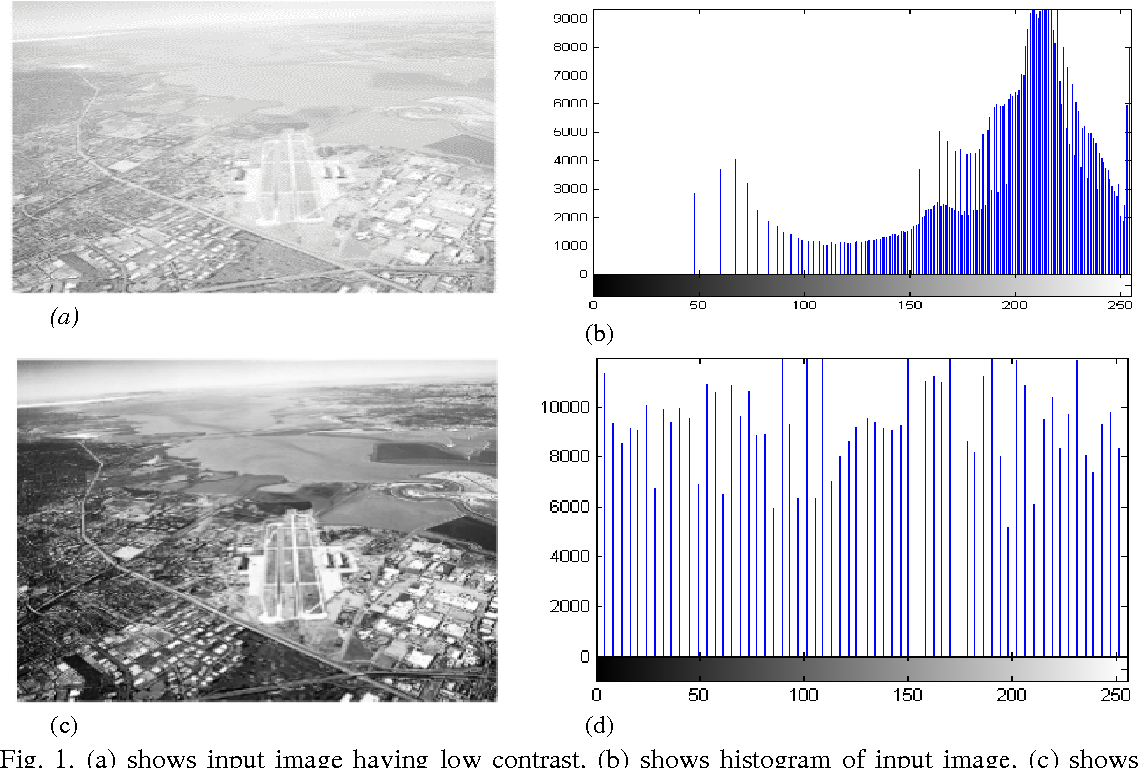 9000
8000
7000
6000
5000
4000
3000
2000
1000
0
0 50 100 150 200 250
(a)
(b)
10000
8000
6000
4000
2000
0
0 50 100 150 200 250
(c)
(d)
Fig. 1. (a) shows input image having low contrast, (b) shows histogram of input image, (c) shows